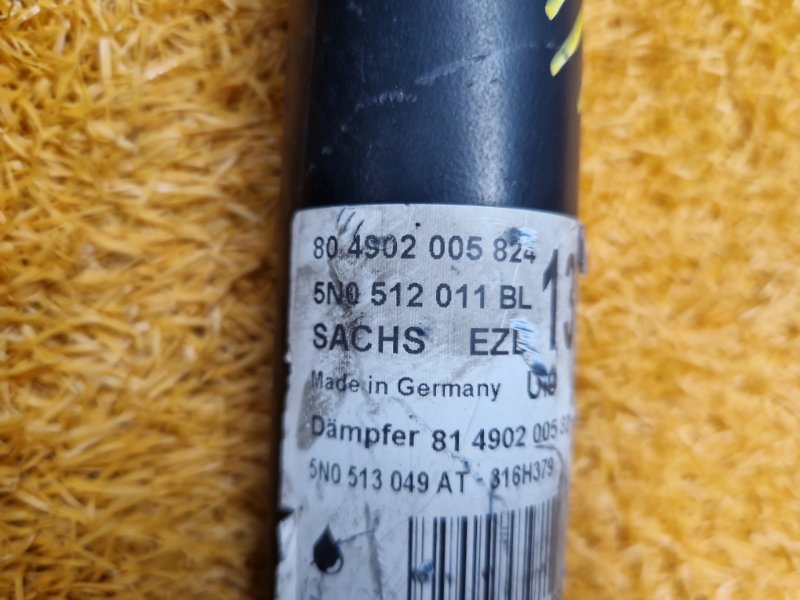 80 4902 005 824
5N0 512 011 BL
SACHS
Made in Germany
Dämpfer 81 4902 005
5N0 513 049 AT 316H379